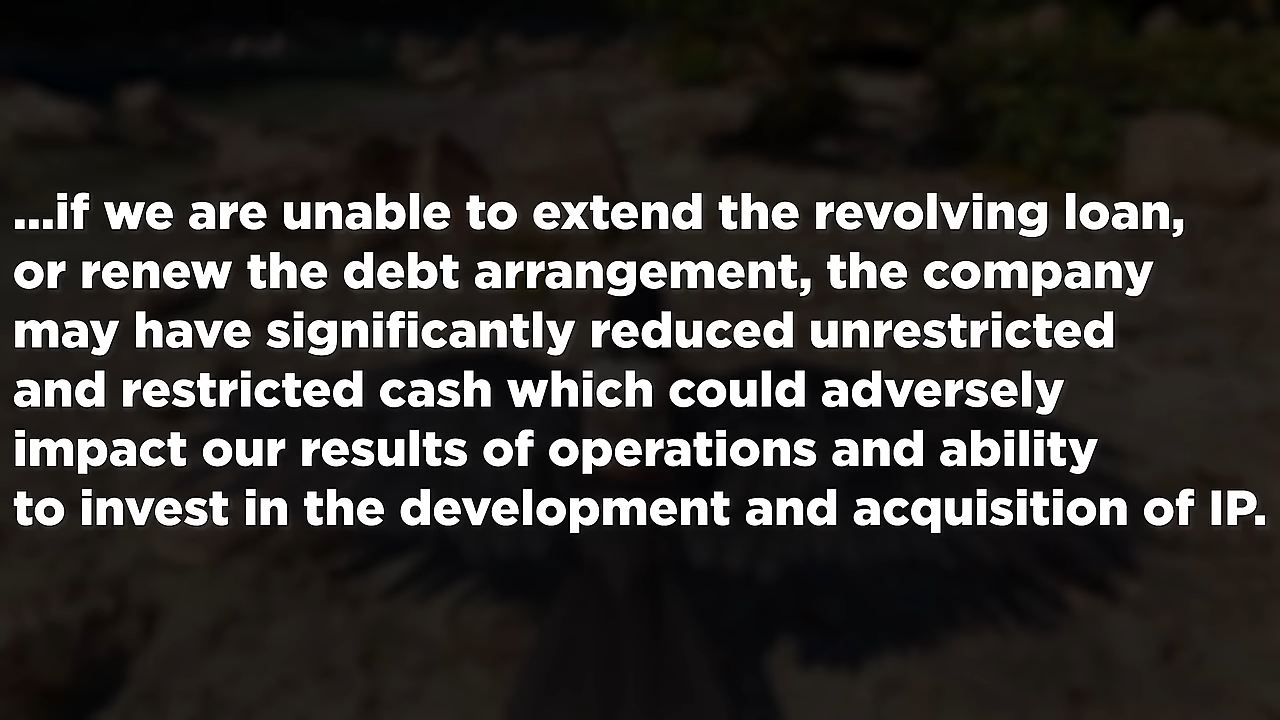 ...if we are unable to extend the revolving loan,
or renew the debt arrangement, the company
may have significantly reduced unrestricted
and restricted cash which could adversely
impact our results of operations and ability
to invest in the development and acquisition of IP.